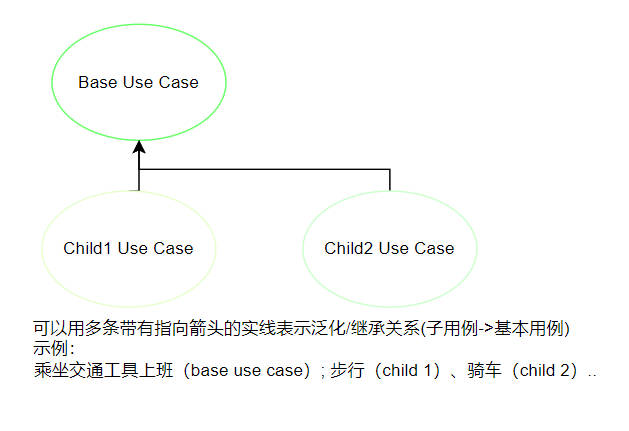 Base Use Case
Child1 Use Case
Child2 Use Case
可以用多条带有指向箭头的实线表示泛化/继承关系(子用例->基本用例)
示例：
乘坐交通工具上班（base use case）; 步行（child 1）、骑车（child 2）..